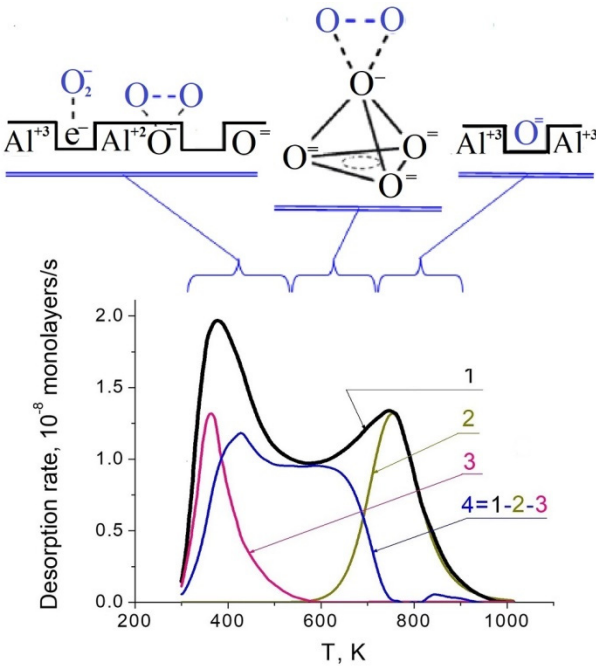 O--O
O₂⁻ O--O O⁻
Al⁺³ e⁻ Al⁺² O⁻ O⁼ O⁼ O⁼ O⁼ Al⁺³ O⁼ Al⁺³
Desorption rate, 10⁻⁸ monolayers/s
2.0
1.5
1.0
0.5
0.0
1
2
3
4=1-2-3
200 400 600 800 1000
T, K